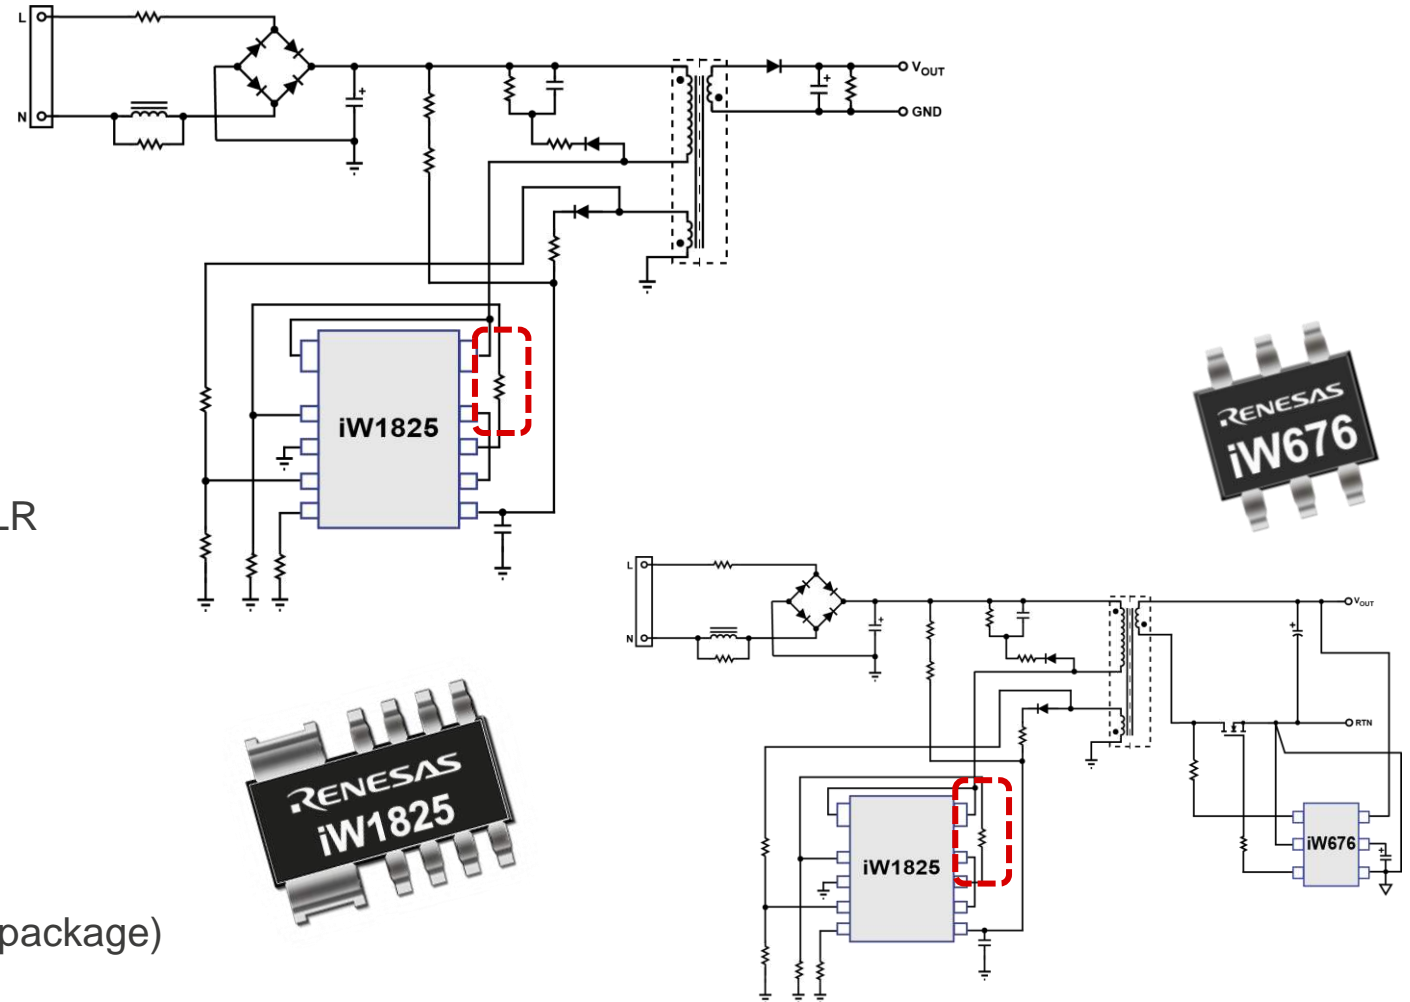 L
N
VOUT
GND
iW1825
RENESAS
iW676
LR
L
N
VOUT
RTN
iW676
iW1825
RENESAS
iW1825
package)